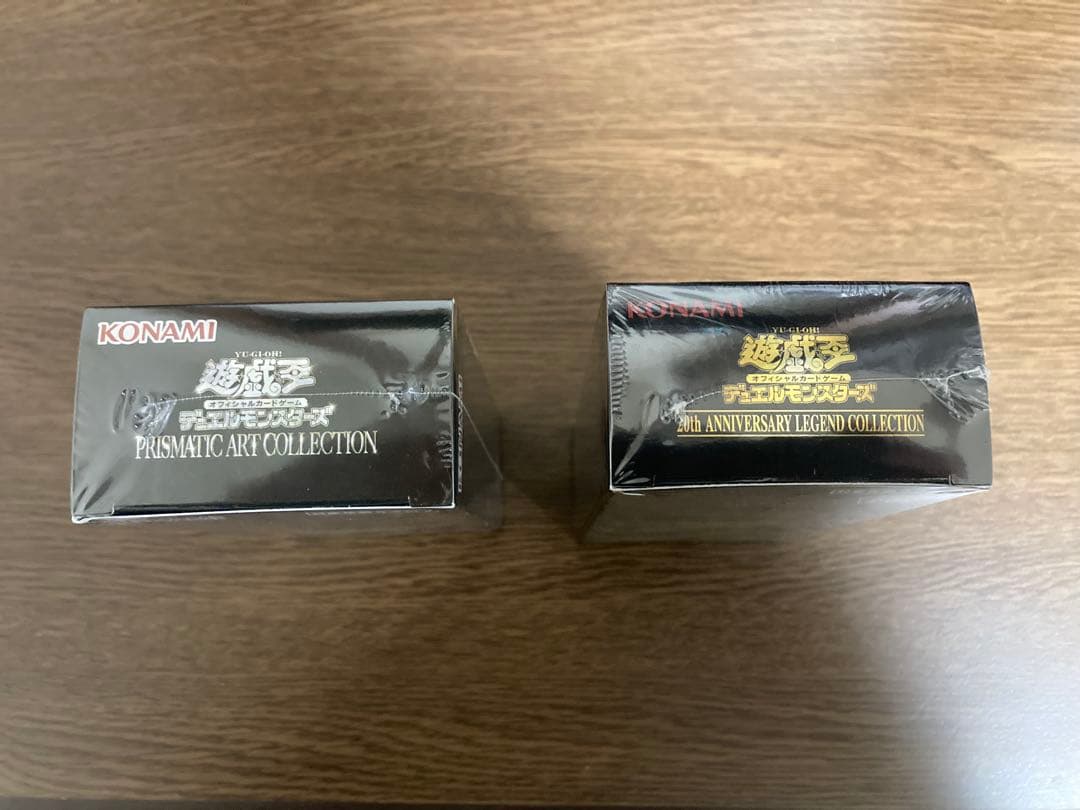 KONAMI
YU-GI-OH!
遊戯王
オフィシャルカードゲーム
デュエルモンスターズ
PRISMATIC ART COLLECTION
KONAMI
YU-GI-OH!
遊戯王
オフィシャルカードゲーム
デュエルモンスターズ
20th ANNIVERSARY LEGEND COLLECTION